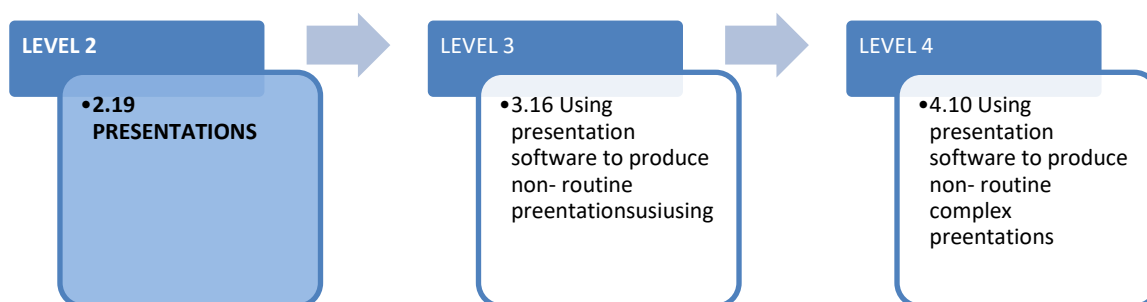 LEVEL 2
•2.19
PRESENTATIONS
LEVEL 3
•3.16 Using
presentation
software to produce
non- routine
preentationsusiusing
LEVEL 4
•4.10 Using
presentation
software to produce
non- routine
complex
preentations